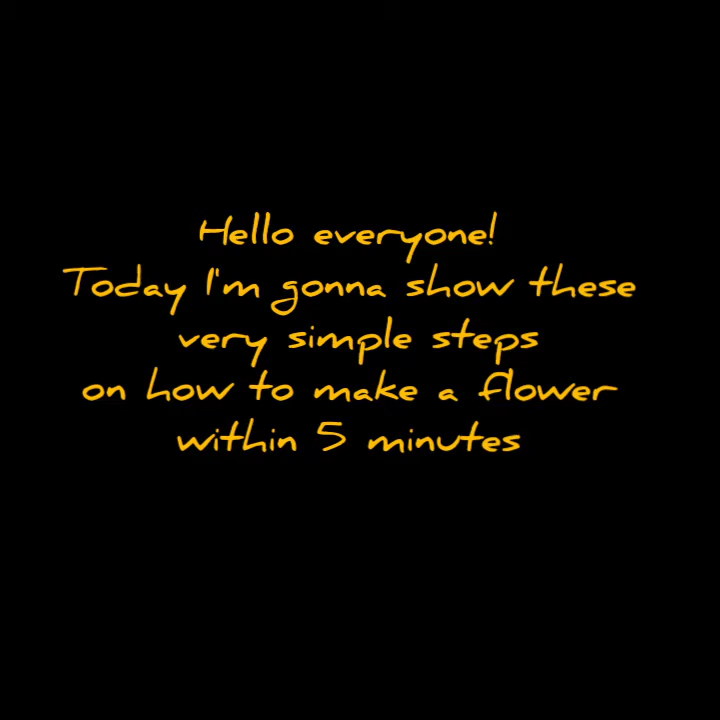 Hello everyone!
Today I'm gonna show these
very simple steps
on how to make a flower
within 5 minutes